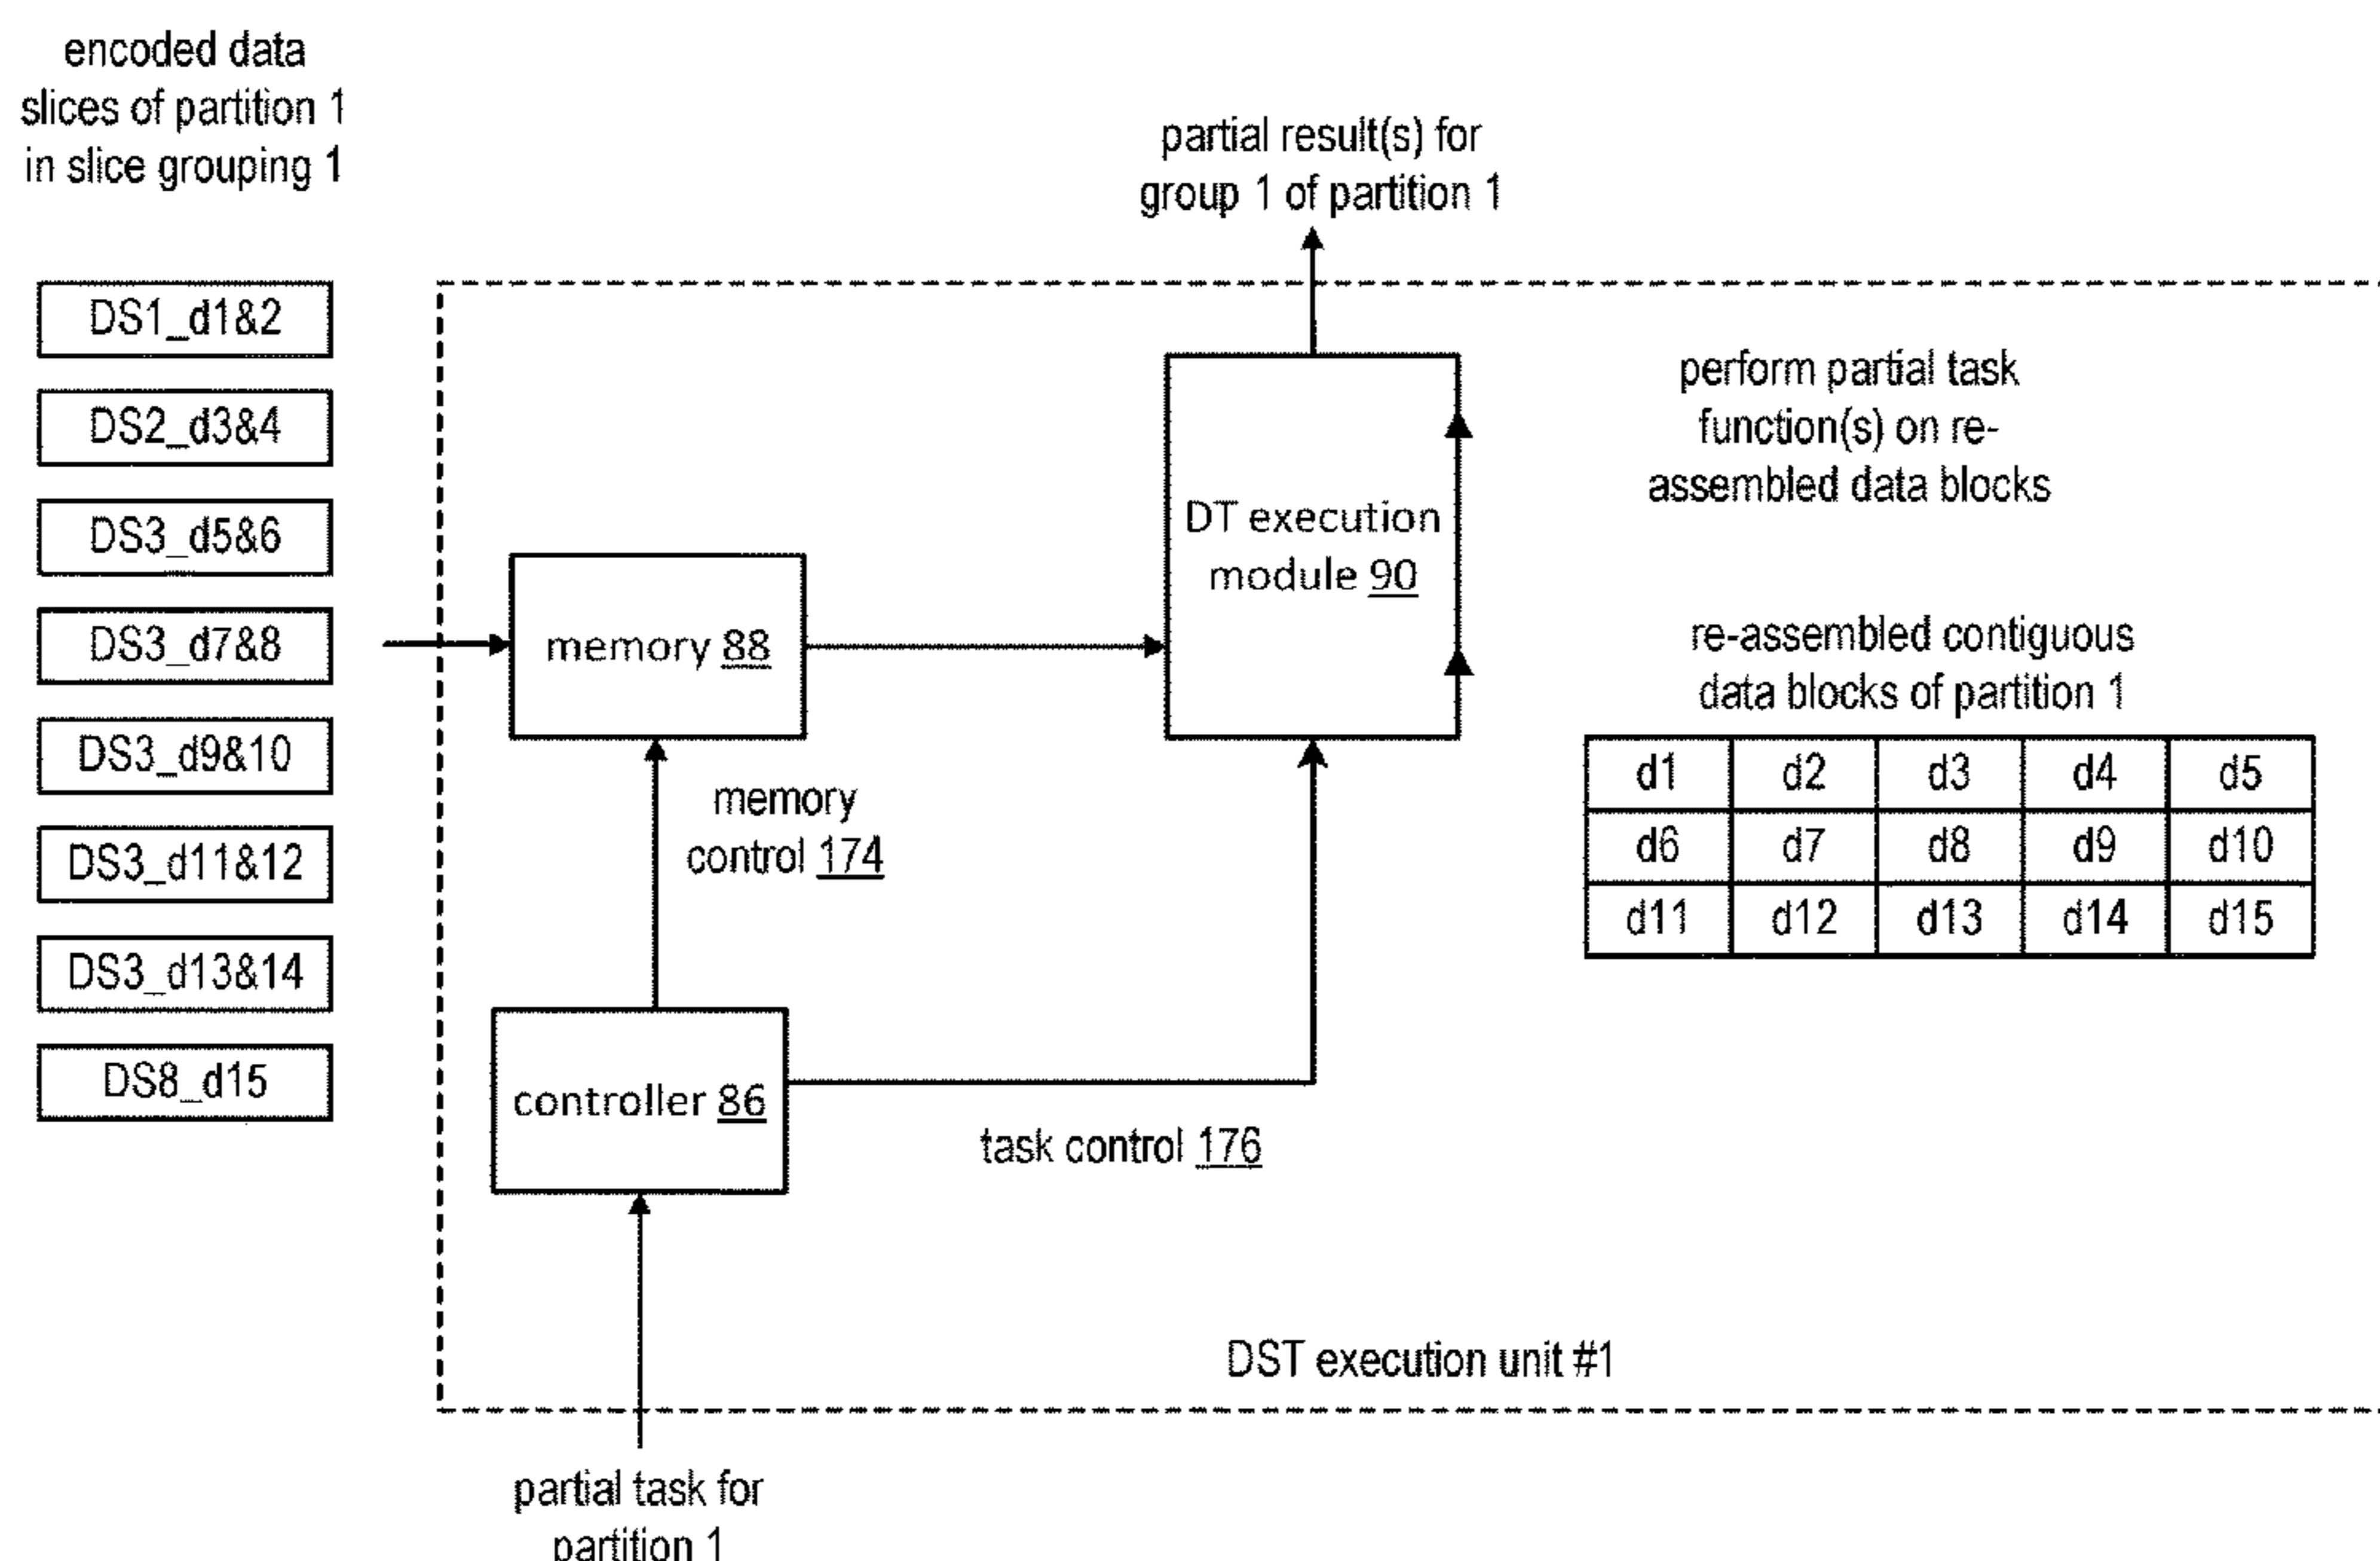 encoded data
slices of partition 1
in slice grouping 1
DS1_d1&2
DS2_d3&4
DS3_d5&6
DS3_d7&8
DS3_d9&10
DS3_d11&12
DS3_d13&14
DS8_d15
partial result(s) for
group 1 of partition 1
DT execution
module 90
perform partial task
function(s) on re-
assembled data blocks
memory 88
re-assembled contiguous
data blocks of partition 1
d1 d2 d3 d4 d5
d6 d7 d8 d9 d10
d11 d12 d13 d14 d15
memory
control 174
controller 86
task control 176
DST execution unit #1
partial task for
partition 1